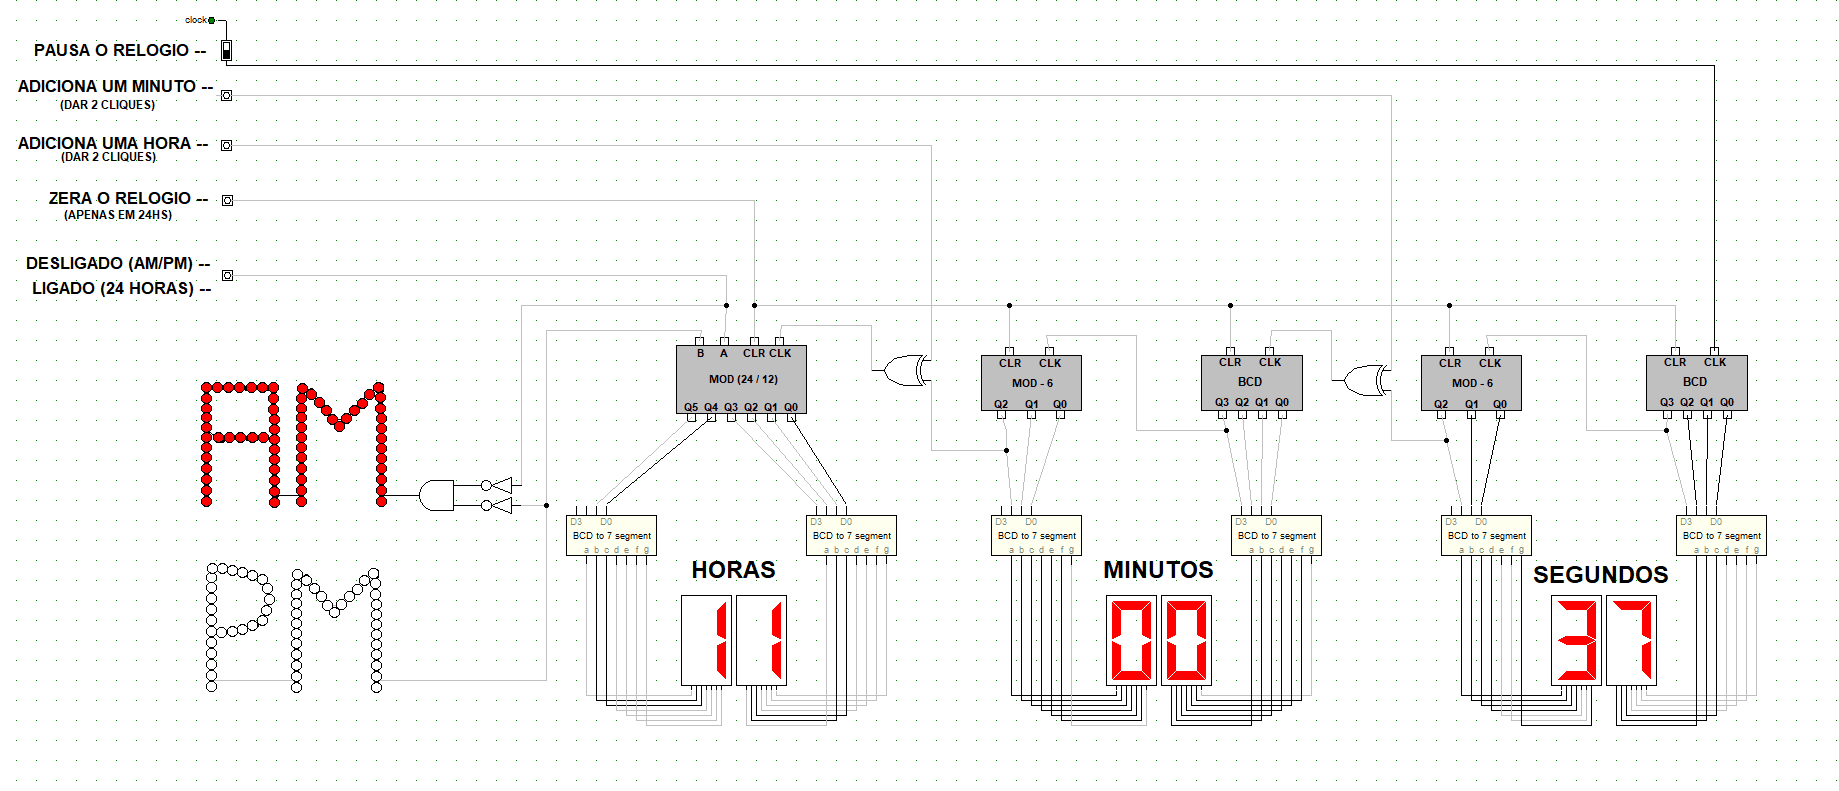 clock
PAUSA O RELOGIO --
ADICIONA UM MINUTO --
(DAR 2 CLIQUES)
ADICIONA UMA HORA --
(DAR 2 CLIQUES)
ZERA O RELOGIO --
(APENAS EM 24HS)
DESLIGADO (AM/PM) --
LIGADO (24 HORAS) --
B A CLR CLK
MOD (24 / 12)
Q5 Q4 Q3 Q2 Q1 Q0
CLR CLK
MOD - 6
Q2 Q1 Q0
CLR CLK
BCD
Q3 Q2 Q1 Q0
CLR CLK
MOD - 6
Q2 Q1 Q0
CLR CLK
BCD
Q3 Q2 Q1 Q0
AM
PM
D3 D0
BCD to 7 segment
a b c d e f g
D3 D0
BCD to 7 segment
a b c d e f g
D3 D0
BCD to 7 segment
a b c d e f g
D3 D0
BCD to 7 segment
a b c d e f g
D3 D0
BCD to 7 segment
a b c d e f g
D3 D0
BCD to 7 segment
a b c d e f g
HORAS
11
MINUTOS
00
SEGUNDOS
37